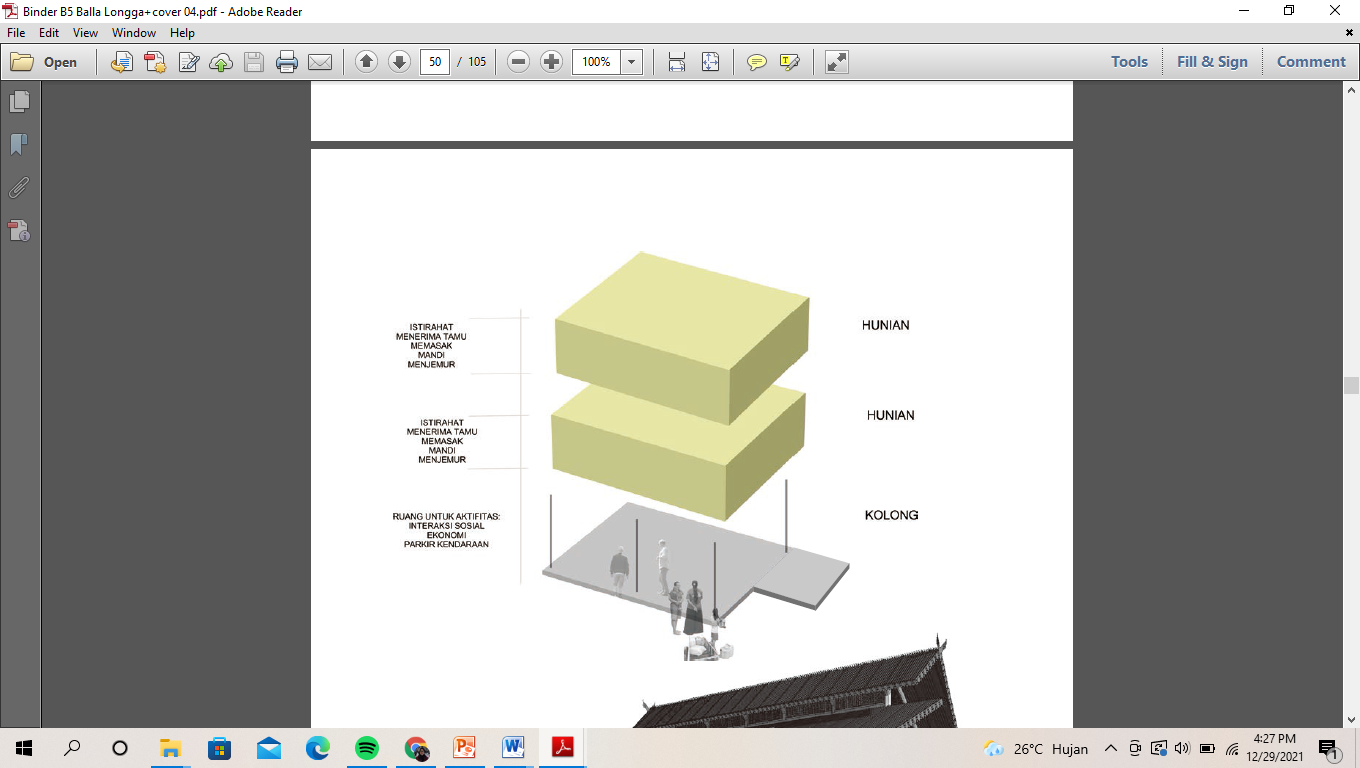 Binder B5 Balla Longga+cover 04.pdf - Adobe Reader
File Edit View Window Help
Open 50 / 105 100% Tools Fill & Sign Comment
ISTIRAHAT
MENERIMA TAMU
MEMASAK
MANDI
MENJEMUR
HUNIAN
ISTIRAHAT
MENERIMA TAMU
MEMASAK
MANDI
MENJEMUR
HUNIAN
RUANG UNTUK AKTIFITAS:
INTERAKSI SOSIAL
EKONOMI
PARKIR KENDARAAN
KOLONG
26°C Hujan
4:27 PM
12/29/2021
1